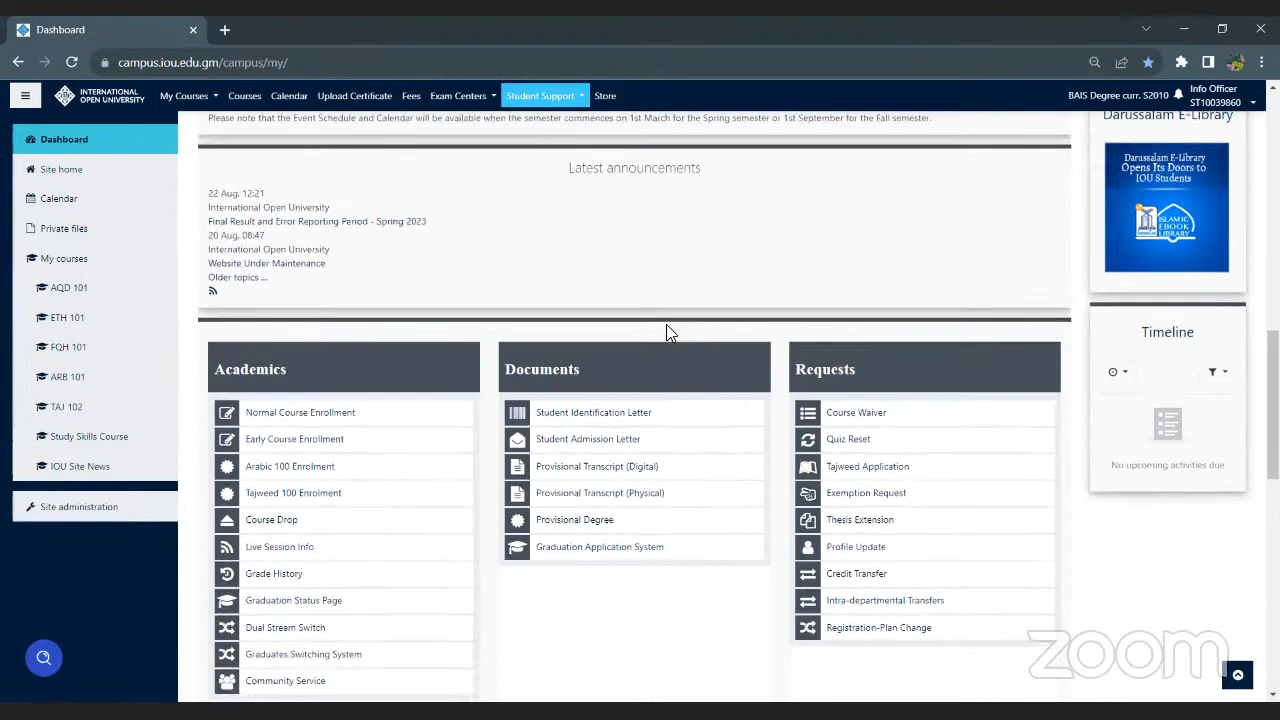 Dashboard
campus.iou.edu.gm/campus/my/
INTERNATIONAL
OPEN UNIVERSITY
My Courses
Courses
Calendar
Upload Certificate
Fees
Exam Centers
Student Support
Store
BAIS Degree curr. S2010
Info Officer
ST10039860
Dashboard
Site home
Calendar
Private files
My courses
AQD 101
ETH 101
FQH 101
ARB 101
TAJ 102
Study Skills Course
IOU Site News
Site administration
Please note that the Event Schedule and Calendar will be available when the semester commences on 1st March for the Spring semester or 1st September for the Fall semester.
Latest announcements
22 Aug, 12:21
International Open University
Final Result and Error Reporting Period - Spring 2023
20 Aug, 08:47
International Open University
Website Under Maintenance
Older topics ...
Academics
Normal Course Enrollment
Early Course Enrollment
Arabic 100 Enrolment
Tajweed 100 Enrolment
Course Drop
Live Session Info
Grade History
Graduation Status Page
Dual Stream Switch
Graduates Switching System
Community Service
Documents
Student Identification Letter
Student Admission Letter
Provisional Transcript (Digital)
Provisional Transcript (Physical)
Provisional Degree
Graduation Application System
Requests
Course Waiver
Quiz Reset
Tajweed Application
Exemption Request
Thesis Extension
Profile Update
Credit Transfer
Intra-departmental Transfers
Registration-Plan Change
Darussalam E-Library
Darussalam E-Library
Opens Its Doors to
IOU Students
ISLAMIC
EBOOK
LIBRARY
Timeline
No upcoming activities due
zoom